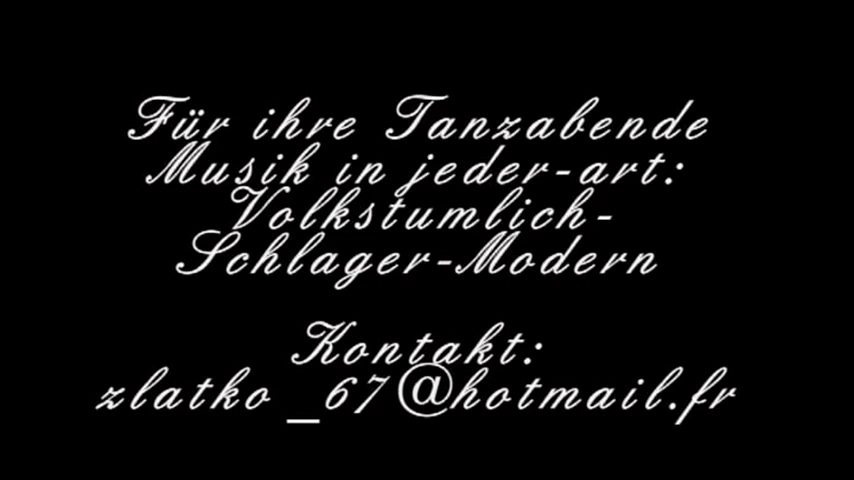 Für ihre Tanzabende
Musik in jeder-art:
Volkstumlich-
Schlager-Modern
Kontakt:
zlatko_67@hotmail.fr